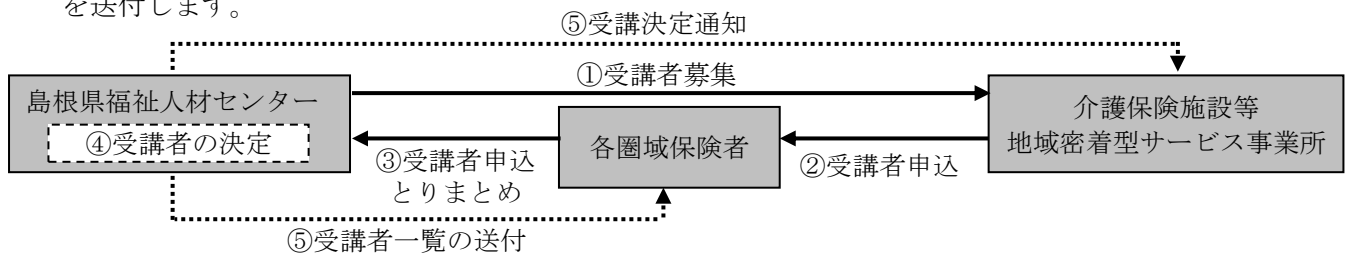 を送付します。
⑤受講決定通知
①受講者募集
島根県福祉人材センター
④受講者の決定
介護保険施設等
地域密着型サービス事業所
各圏域保険者
③受講者申込
とりまとめ
②受講者申込
⑤受講者一覧の送付